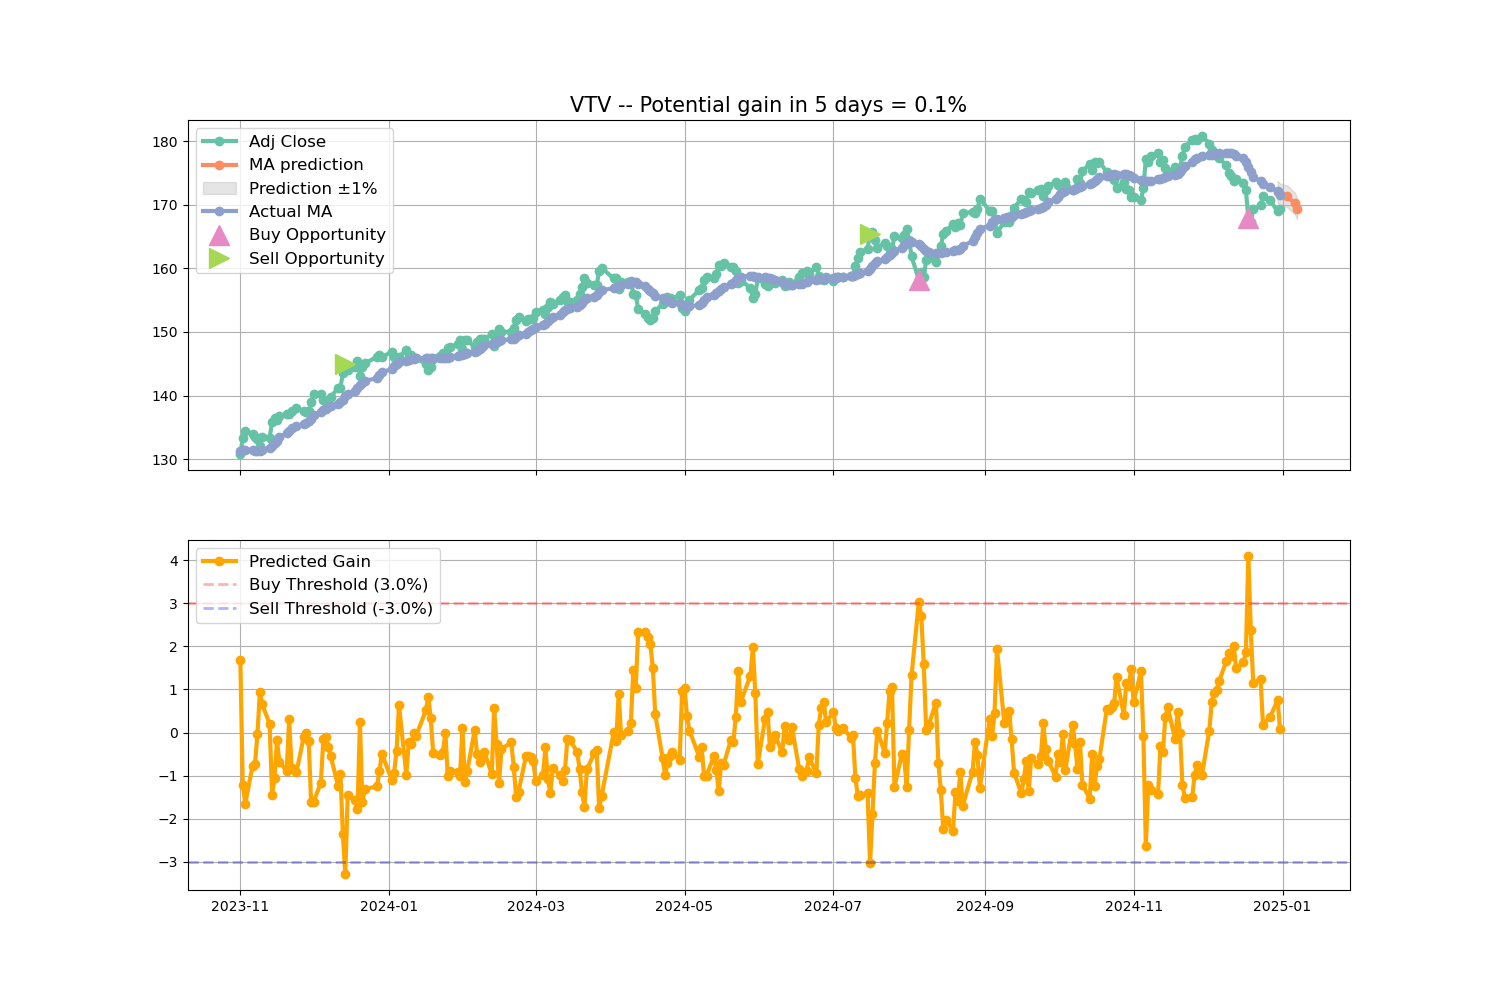 VTV -- Potential gain in 5 days = 0.1%
180
170
160
150
140
130
Adj Close
MA prediction
Prediction ±1%
Actual MA
Buy Opportunity
Sell Opportunity
4
3
2
1
0
−1
−2
−3
Predicted Gain
Buy Threshold (3.0%)
Sell Threshold (-3.0%)
2023-11 2024-01 2024-03 2024-05 2024-07 2024-09 2024-11 2025-01